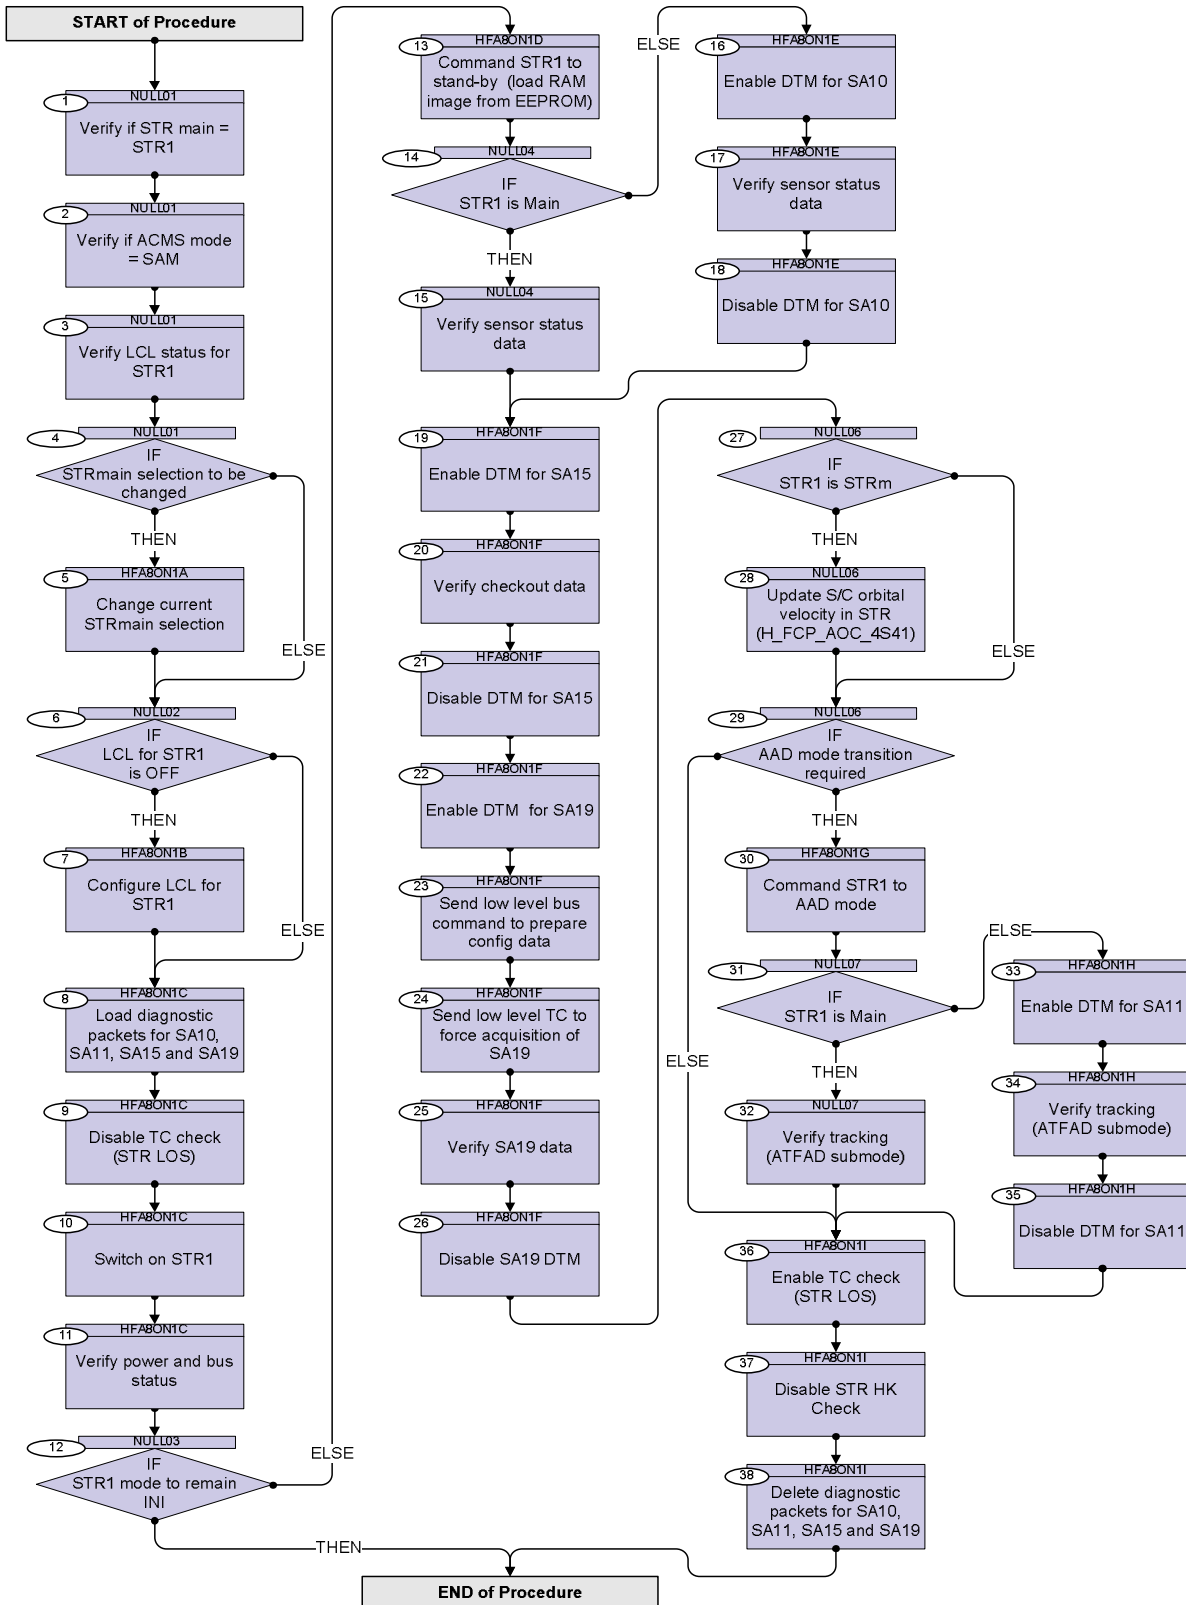 START of Procedure
1
NULL01
Verify if STR main =
STR1
2
NULL01
Verify if ACMS mode
= SAM
3
NULL01
Verify LCL status for
STR1
4
NULL01
IF
STRmain selection to be
changed
THEN
ELSE
5
HFA8ON1A
Change current
STRmain selection
6
NULL02
IF
LCL for STR1
is OFF
THEN
ELSE
7
HFA8ON1B
Configure LCL for
STR1
8
HFA8ON1C
Load diagnostic
packets for SA10,
SA11, SA15 and SA19
9
HFA8ON1C
Disable TC check
(STR LOS)
10
HFA8ON1C
Switch on STR1
11
HFA8ON1C
Verify power and bus
status
12
NULL03
IF
STR1 mode to remain
INI
THEN
ELSE
13
HFA8ON1D
Command STR1 to
stand-by (load RAM
image from EEPROM)
14
NULL04
IF
STR1 is Main
THEN
ELSE
15
NULL04
Verify sensor status
data
16
HFA8ON1E
Enable DTM for SA10
17
HFA8ON1E
Verify sensor status
data
18
HFA8ON1E
Disable DTM for SA10
19
HFA8ON1F
Enable DTM for SA15
20
HFA8ON1F
Verify checkout data
21
HFA8ON1F
Disable DTM for SA15
22
HFA8ON1F
Enable DTM for SA19
23
HFA8ON1F
Send low level bus
command to prepare
config data
24
HFA8ON1F
Send low level TC to
force acquisition of
SA19
25
HFA8ON1F
Verify SA19 data
26
HFA8ON1F
Disable SA19 DTM
27
NULL06
IF
STR1 is STRm
THEN
ELSE
28
NULL06
Update S/C orbital
velocity in STR
(H_FCP_AOC_4S41)
29
NULL06
IF
AAD mode transition
required
THEN
ELSE
30
HFA8ON1G
Command STR1 to
AAD mode
31
NULL07
IF
STR1 is Main
THEN
ELSE
32
NULL07
Verify tracking
(ATFAD submode)
33
HFA8ON1H
Enable DTM for SA11
34
HFA8ON1H
Verify tracking
(ATFAD submode)
35
HFA8ON1H
Disable DTM for SA11
36
HFA8ON1I
Enable TC check
(STR LOS)
37
HFA8ON1I
Disable STR HK
Check
38
HFA8ON1I
Delete diagnostic
packets for SA10,
SA11, SA15 and SA19
END of Procedure